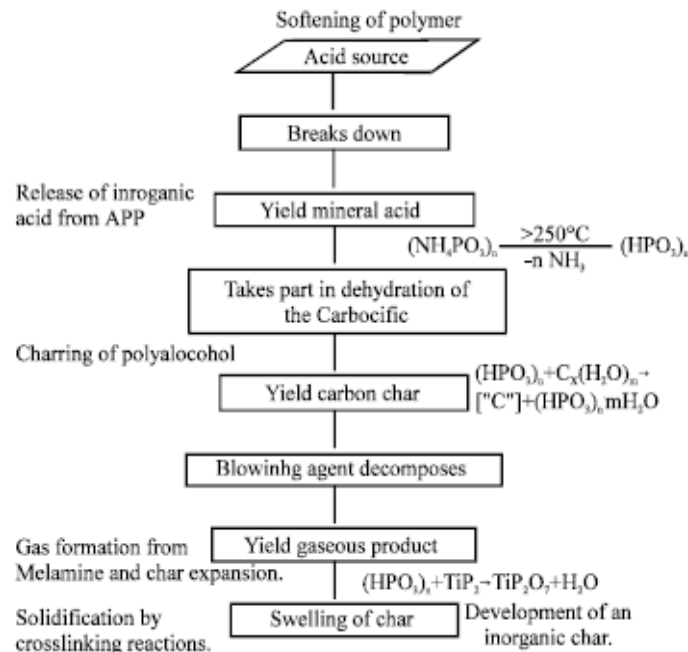 Softening of polymer
Acid source
Breaks down
Release of inroganic
acid from APP
Yield mineral acid
(NH₄PO₃)ₙ >250°C –n NH₃ (HPO₃)ₙ
Takes part in dehydration of
the Carbocific
Charring of polyalocohol
Yield carbon char
(HPO₃)ₙ+Cₓ(H₂O)ₘ→
["C"]+(HPO₃)ₙmH₂O
Blowinhg agent decomposes
Gas formation from
Melamine and char expansion.
Yield gaseous product
(HPO₃)ₙ+TiP₂→TiP₂O₇+H₂O
Solidification by
crosslinking reactions.
Swelling of char
Development of an
inorganic char.